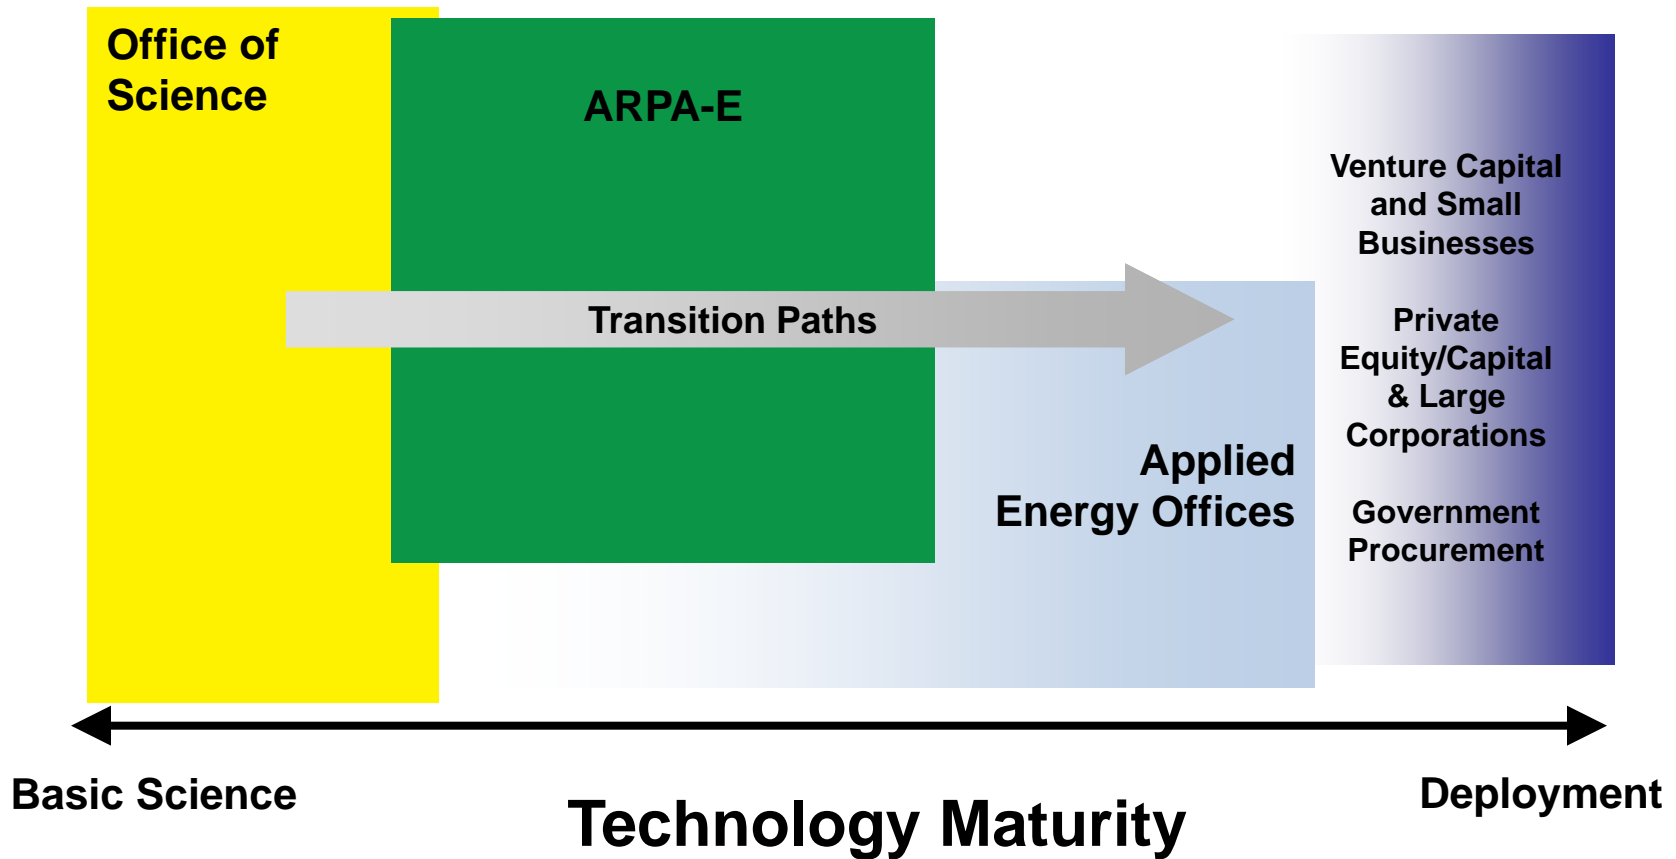 Office of
Science
ARPA-E
Transition Paths
Applied
Energy Offices
Venture Capital
and Small
Businesses
Private
Equity/Capital
& Large
Corporations
Government
Procurement
Basic Science
Technology Maturity
Deployment